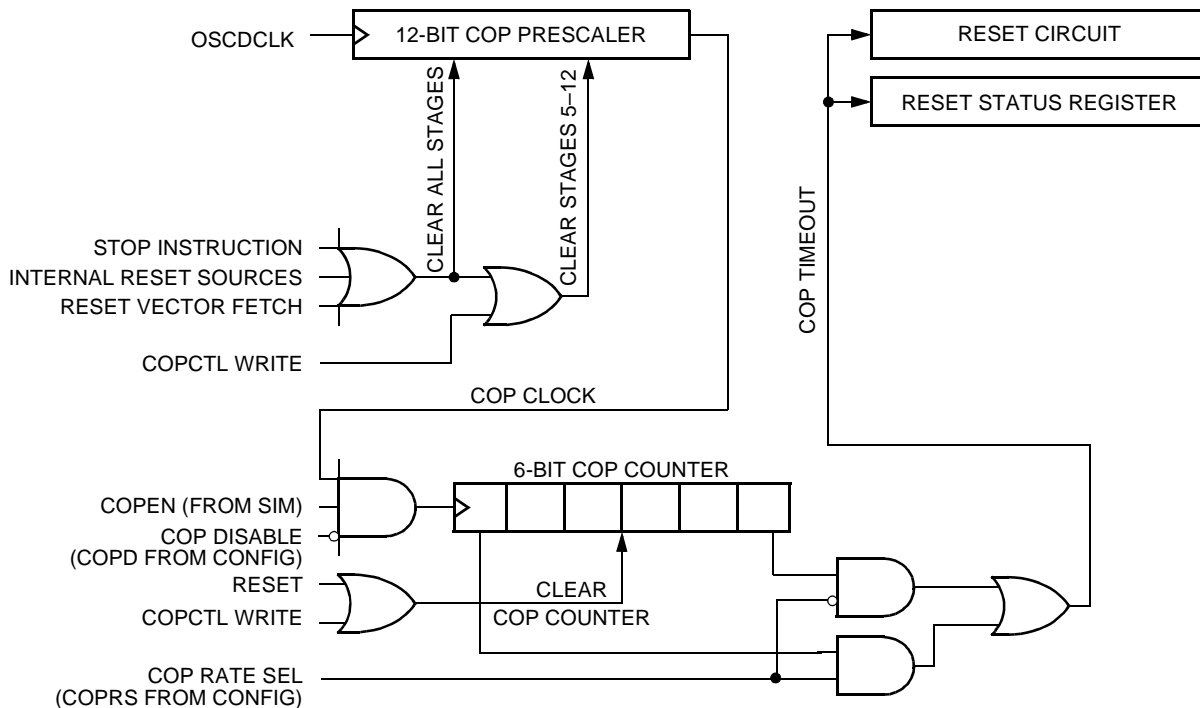 OSCDCLK
12-BIT COP PRESCALER
RESET CIRCUIT
RESET STATUS REGISTER
CLEAR ALL STAGES
CLEAR STAGES 5–12
COP TIMEOUT
STOP INSTRUCTION
INTERNAL RESET SOURCES
RESET VECTOR FETCH
COPCTL WRITE
COP CLOCK
6-BIT COP COUNTER
COPEN (FROM SIM)
COP DISABLE
(COPD FROM CONFIG)
RESET
COPCTL WRITE
CLEAR
COP COUNTER
COP RATE SEL
(COPRS FROM CONFIG)